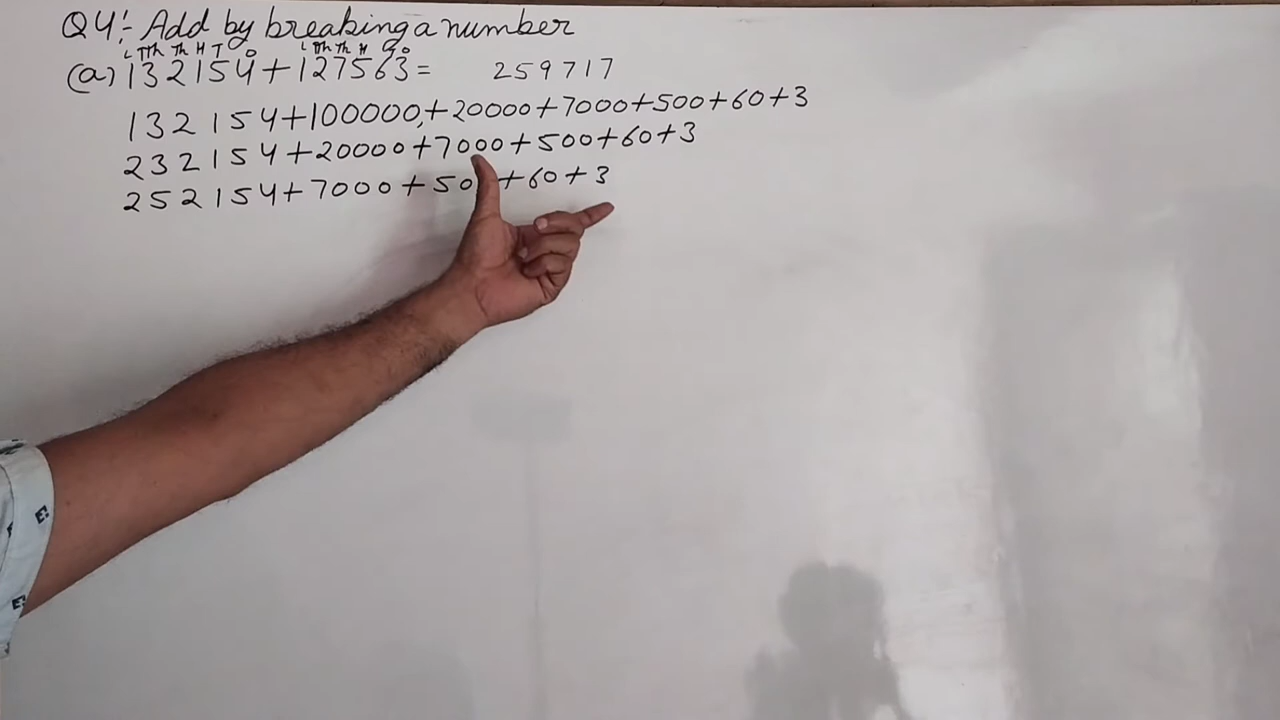 Q4:- Add by breaking a number
L TTh Th H T O L TTh Th H O
(a) 132154+127563= 259717
132154+100000,+20000+7000+500+60+3
232154+20000+7000+500+60+3
252154+7000+50 +60+3